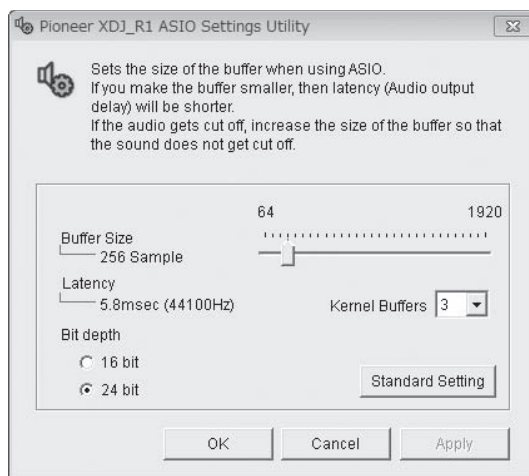 Pioneer XDJ_R1 ASIO Settings Utility
Sets the size of the buffer when using ASIO.
If you make the buffer smaller, then latency (Audio output
delay) will be shorter.
If the audio gets cut off, increase the size of the buffer so that
the sound does not get cut off.
64 1920
Buffer Size
256 Sample
Latency
5.8msec (44100Hz)
Kernel Buffers 3
Bit depth
16 bit
24 bit
Standard Setting
OK Cancel Apply